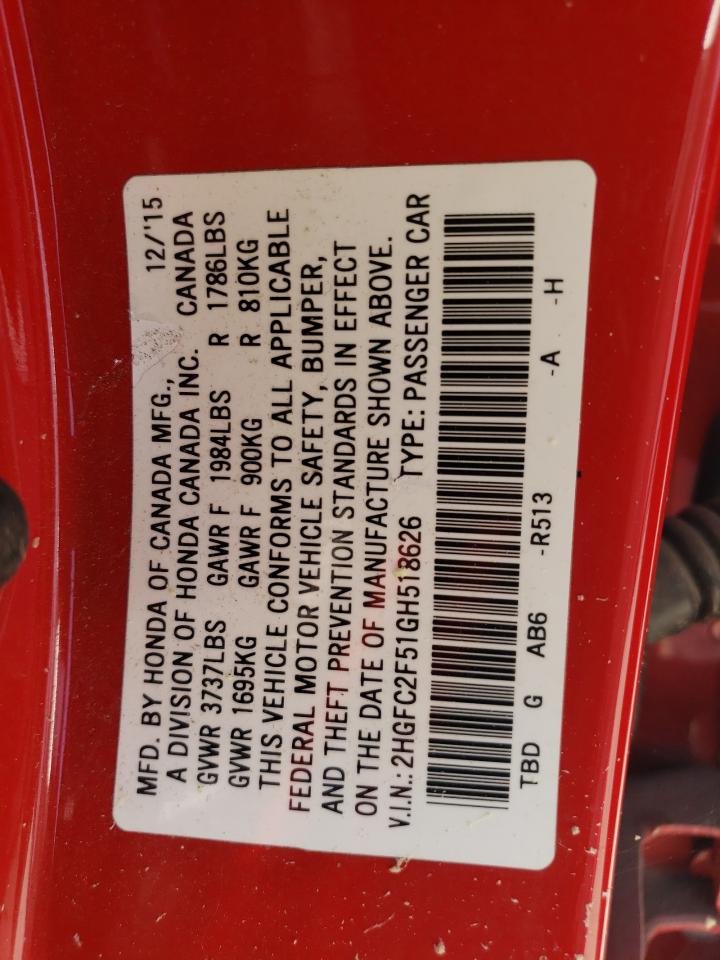 MFD. BY HONDA OF CANADA MFG., 12/'15
A DIVISION OF HONDA CANADA INC. CANADA
GVWR 3737LBS GAWR F 1984LBS R 1786LBS
GVWR 1695KG GAWR F 900KG R 810KG
THIS VEHICLE CONFORMS TO ALL APPLICABLE
FEDERAL MOTOR VEHICLE SAFETY, BUMPER,
AND THEFT PREVENTION STANDARDS IN EFFECT
ON THE DATE OF MANUFACTURE SHOWN ABOVE.
V.I.N.: 2HGFC2F51GH518626 TYPE: PASSENGER CAR
TBD G AB6 -R513 -A -H